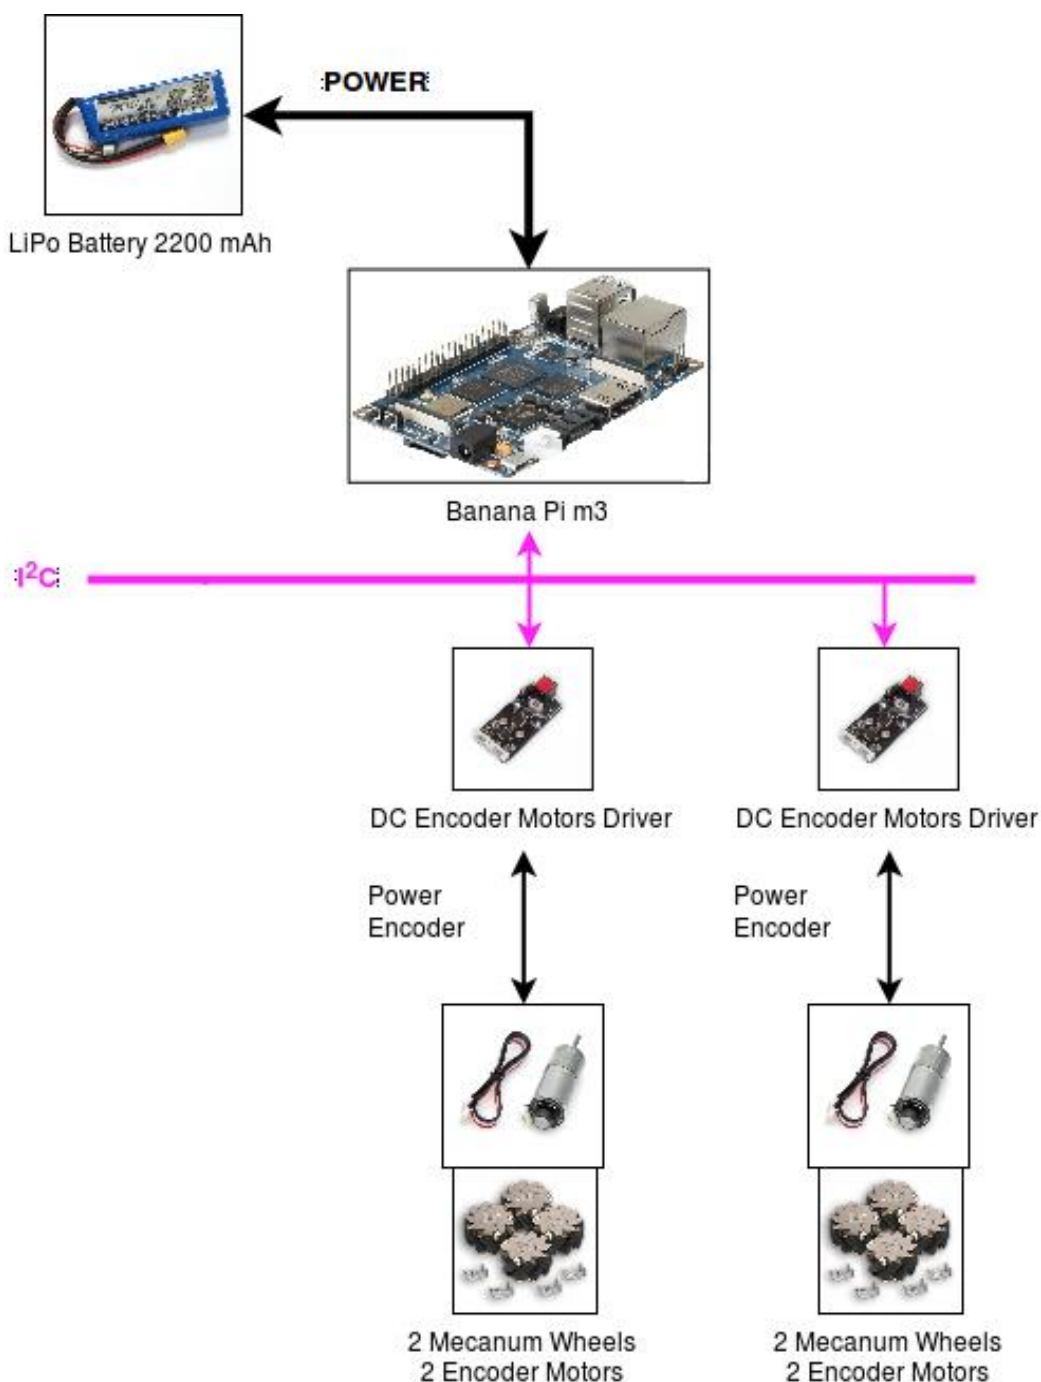 POWER
LiPo Battery 2200 mAh
Banana Pi m3
I²C
DC Encoder Motors Driver
DC Encoder Motors Driver
Power
Encoder
Power
Encoder
2 Mecanum Wheels
2 Encoder Motors
2 Mecanum Wheels
2 Encoder Motors